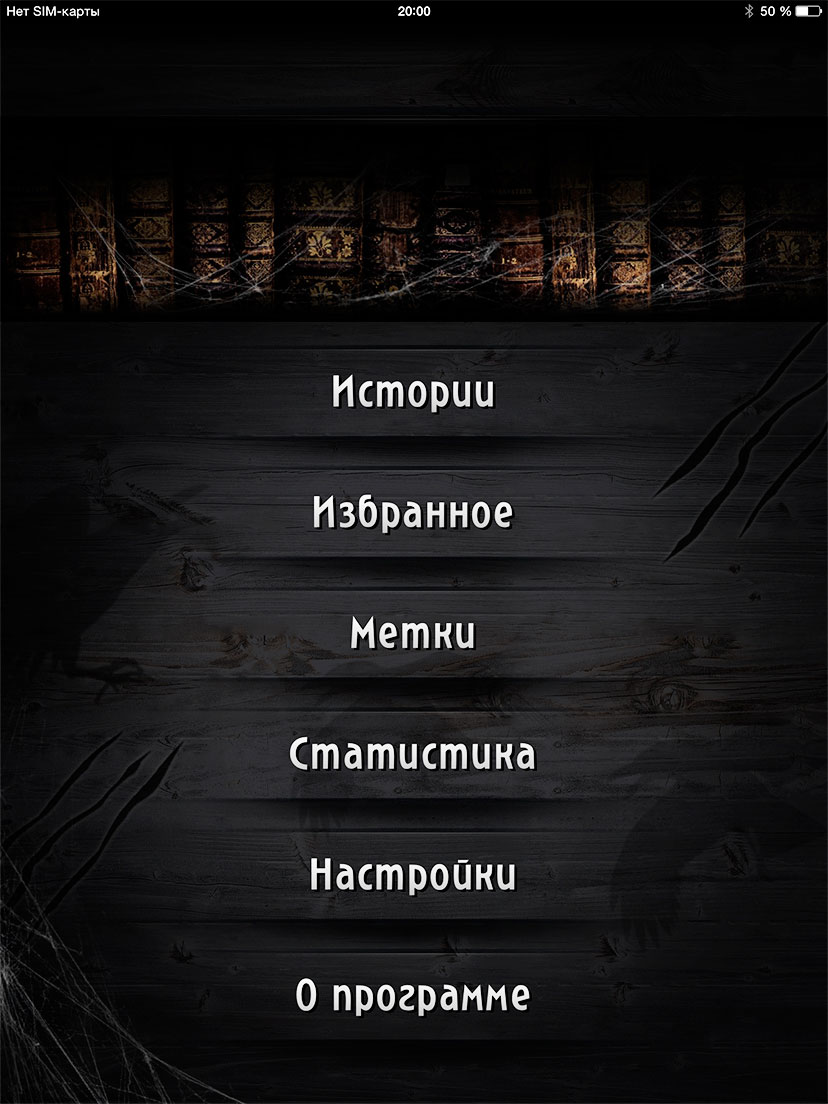 Нет SIM-карты 20:00 50 %
Истории
Избранное
Метки
Статистика
Настройки
О программе